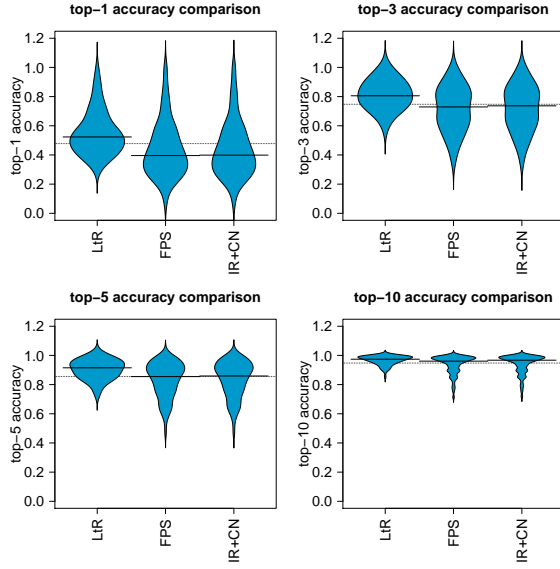 top−1 accuracy comparison
top−1 accuracy
1.2
1.0
0.8
0.6
0.4
0.2
0.0
LtR
FPS
IR+CN
top−3 accuracy comparison
top−3 accuracy
1.2
1.0
0.8
0.6
0.4
0.2
0.0
LtR
FPS
IR+CN
top−5 accuracy comparison
top−5 accuracy
1.2
1.0
0.8
0.6
0.4
0.2
0.0
LtR
FPS
IR+CN
top−10 accuracy comparison
top−10 accuracy
1.2
1.0
0.8
0.6
0.4
0.2
0.0
LtR
FPS
IR+CN